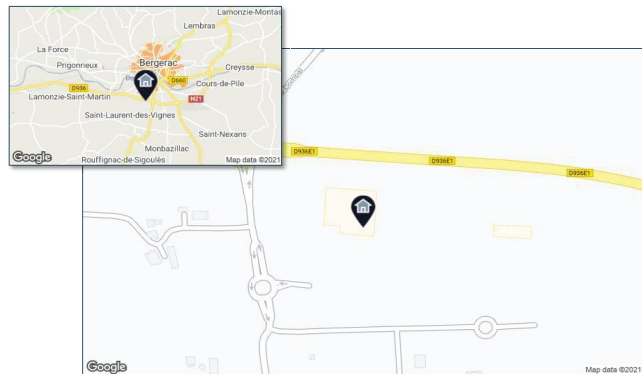 Lamonzie-Montas
Lembras
La Force
Bergerac
Prigonrieux
Creysse
D660
D936
Cours-de-Pile
Lamonzie-Saint-Martin
N21
Saint-Laurent-des-Vignes
Saint-Nexans
Monbazillac
Rouffignac-de-Sigoulès
Google
Map data ©2021
D936E1
D936E1
D936E1
Google
Map data ©2021